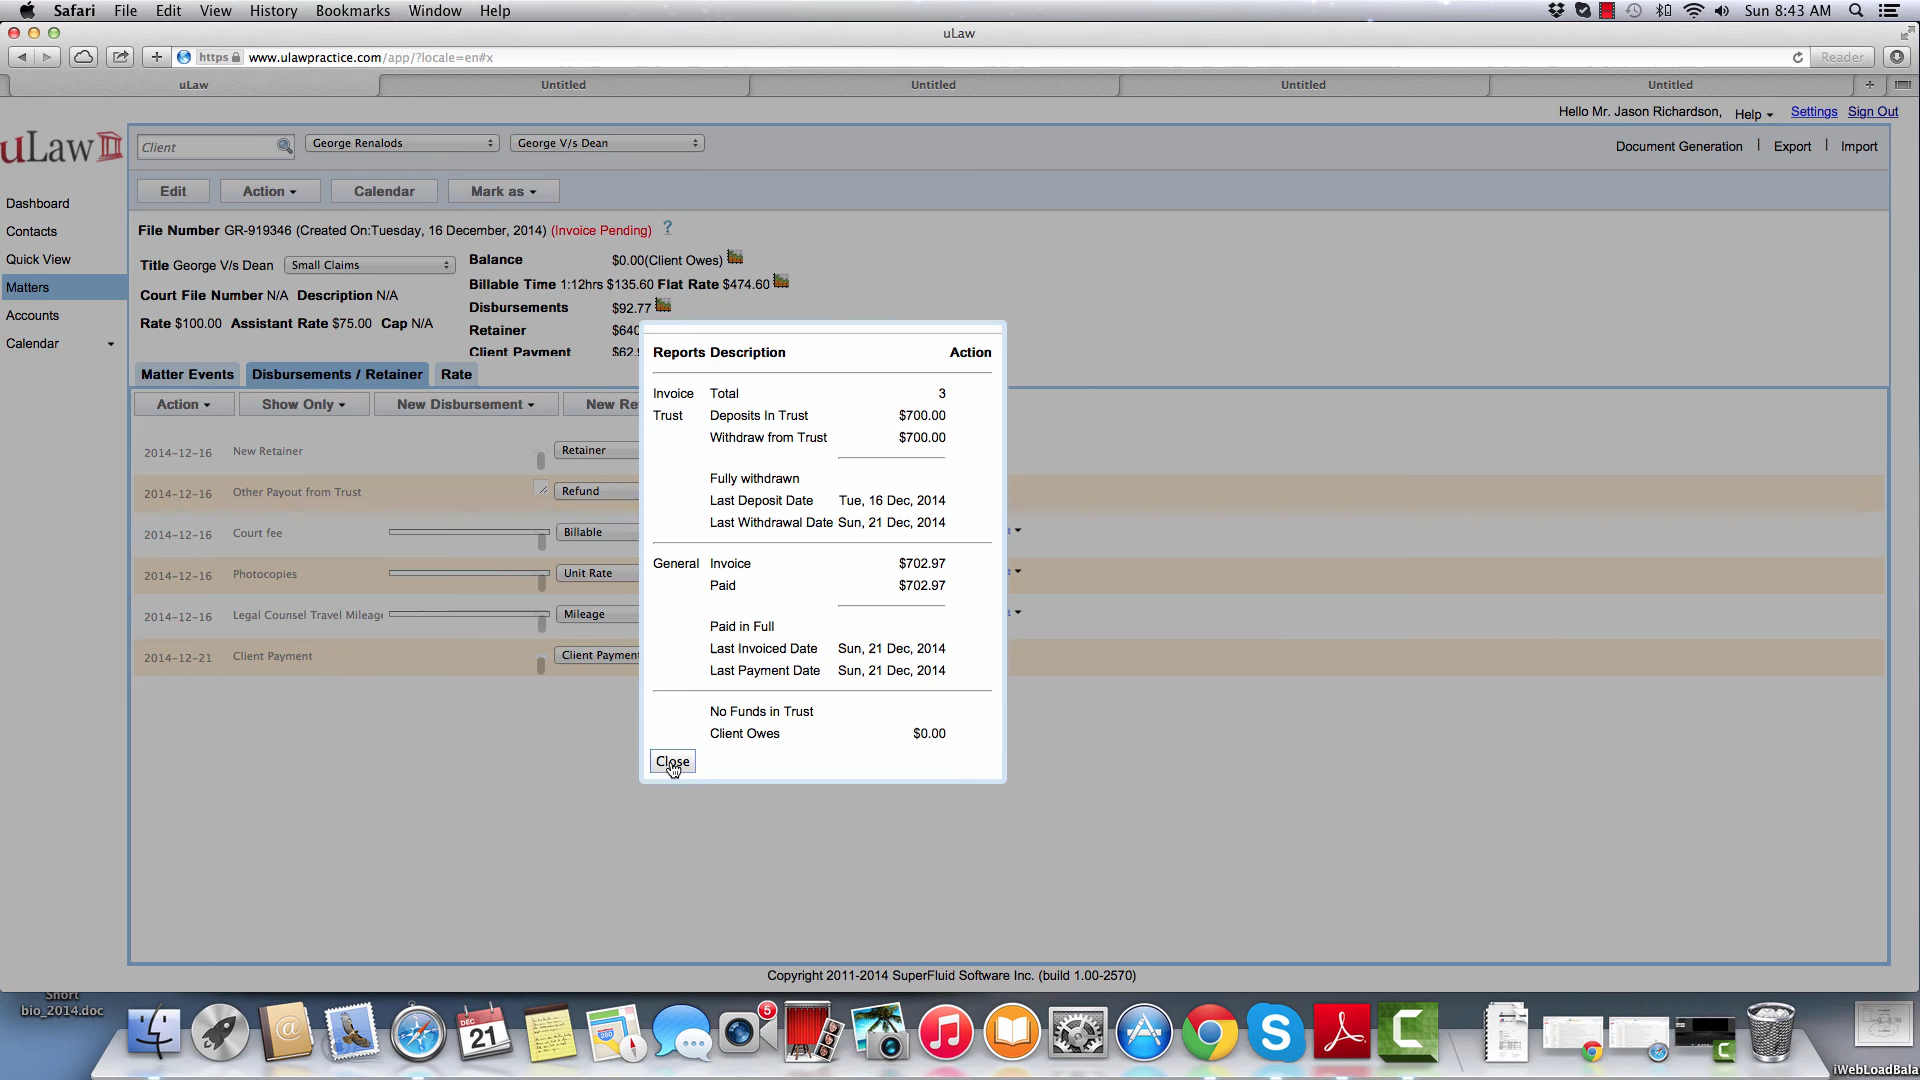 Safari File Edit View History Bookmarks Window Help Sun 8:43 AM
uLaw
https www.ulawpractice.com/app/?locale=en#x Reader
uLaw Untitled Untitled Untitled Untitled
Hello Mr. Jason Richardson, Help Settings Sign Out
uLaw Client George Renalods George V/s Dean Document Generation | Export | Import
Edit Action Calendar Mark as
Dashboard
Contacts
Quick View
Matters
Accounts
Calendar
File Number GR-919346 (Created On:Tuesday, 16 December, 2014) (Invoice Pending) ?
Title George V/s Dean Small Claims
Court File Number N/A Description N/A
Rate $100.00 Assistant Rate $75.00 Cap N/A
Balance $0.00(Client Owes)
Billable Time 1:12hrs $135.60 Flat Rate $474.60
Disbursements $92.77
Retainer $640
Client Payment $62.
Matter Events Disbursements / Retainer Rate
Action Show Only New Disbursement New Re
2014-12-16 New Retainer Retainer
2014-12-16 Other Payout from Trust Refund
2014-12-16 Court fee Billable
2014-12-16 Photocopies Unit Rate
2014-12-16 Legal Counsel Travel Mileage Mileage
2014-12-21 Client Payment Client Payment
Reports Description Action
Invoice Total 3
Trust Deposits In Trust $700.00
Withdraw from Trust $700.00
Fully withdrawn
Last Deposit Date Tue, 16 Dec, 2014
Last Withdrawal Date Sun, 21 Dec, 2014
General Invoice $702.97
Paid $702.97
Paid in Full
Last Invoiced Date Sun, 21 Dec, 2014
Last Payment Date Sun, 21 Dec, 2014
No Funds in Trust
Client Owes $0.00
Close
Copyright 2011-2014 SuperFluid Software Inc. (build 1.00-2570)
Short
bio_2014.doc
DEC
21
280
5
iWebLoadBala